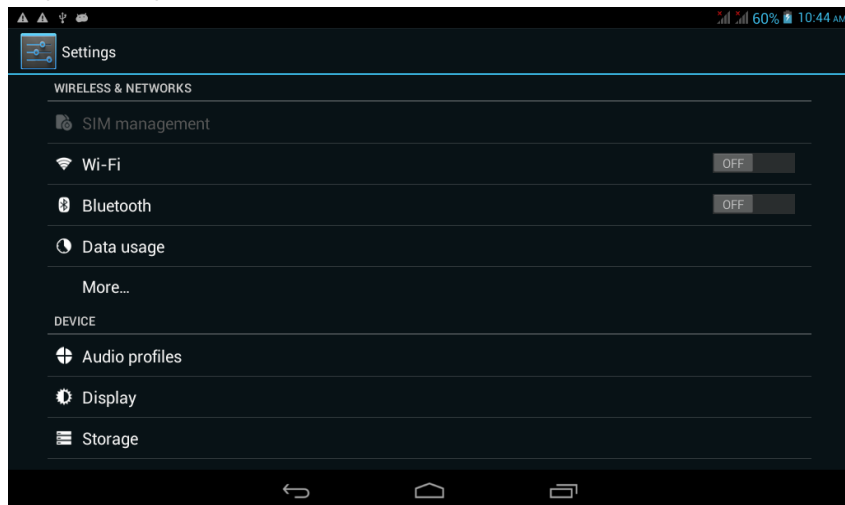 60% 10:44 AM
Settings
WIRELESS & NETWORKS
SIM management
Wi-Fi OFF
Bluetooth OFF
Data usage
More...
DEVICE
Audio profiles
Display
Storage